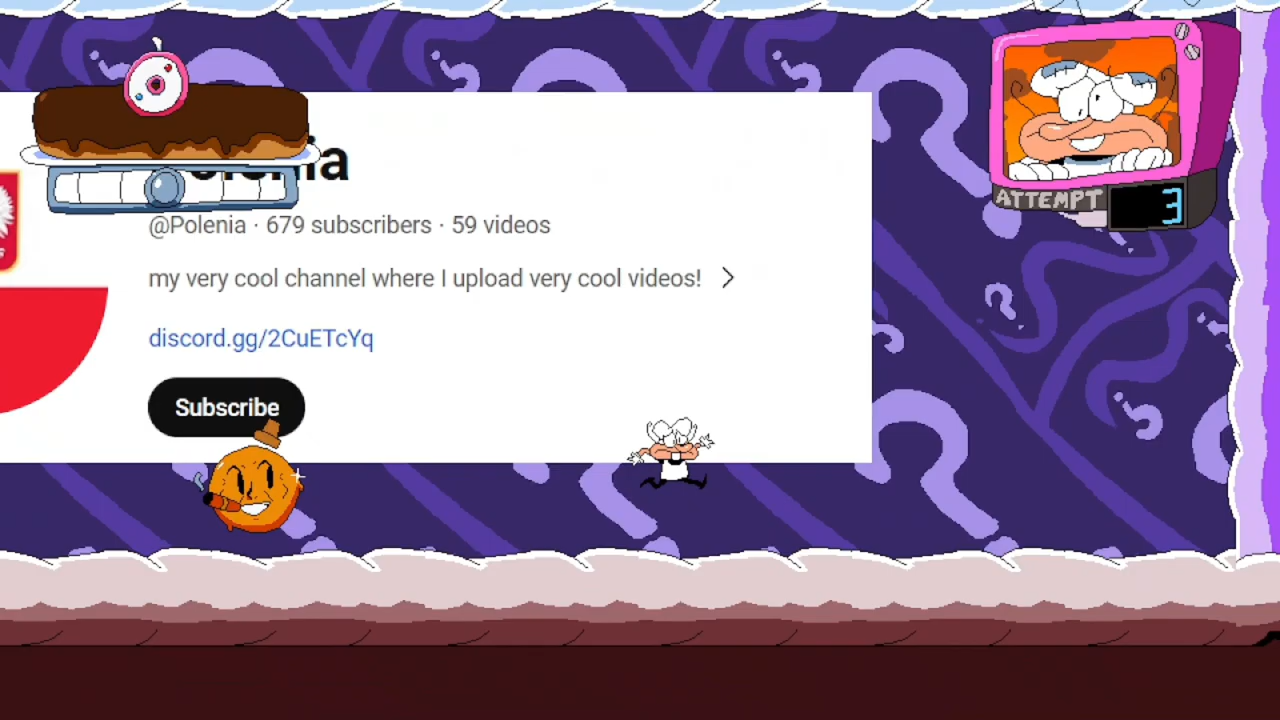 ATTEMPT 3
@Polenia · 679 subscribers · 59 videos
my very cool channel where I upload very cool videos!
discord.gg/2CuETcYq
Subscribe